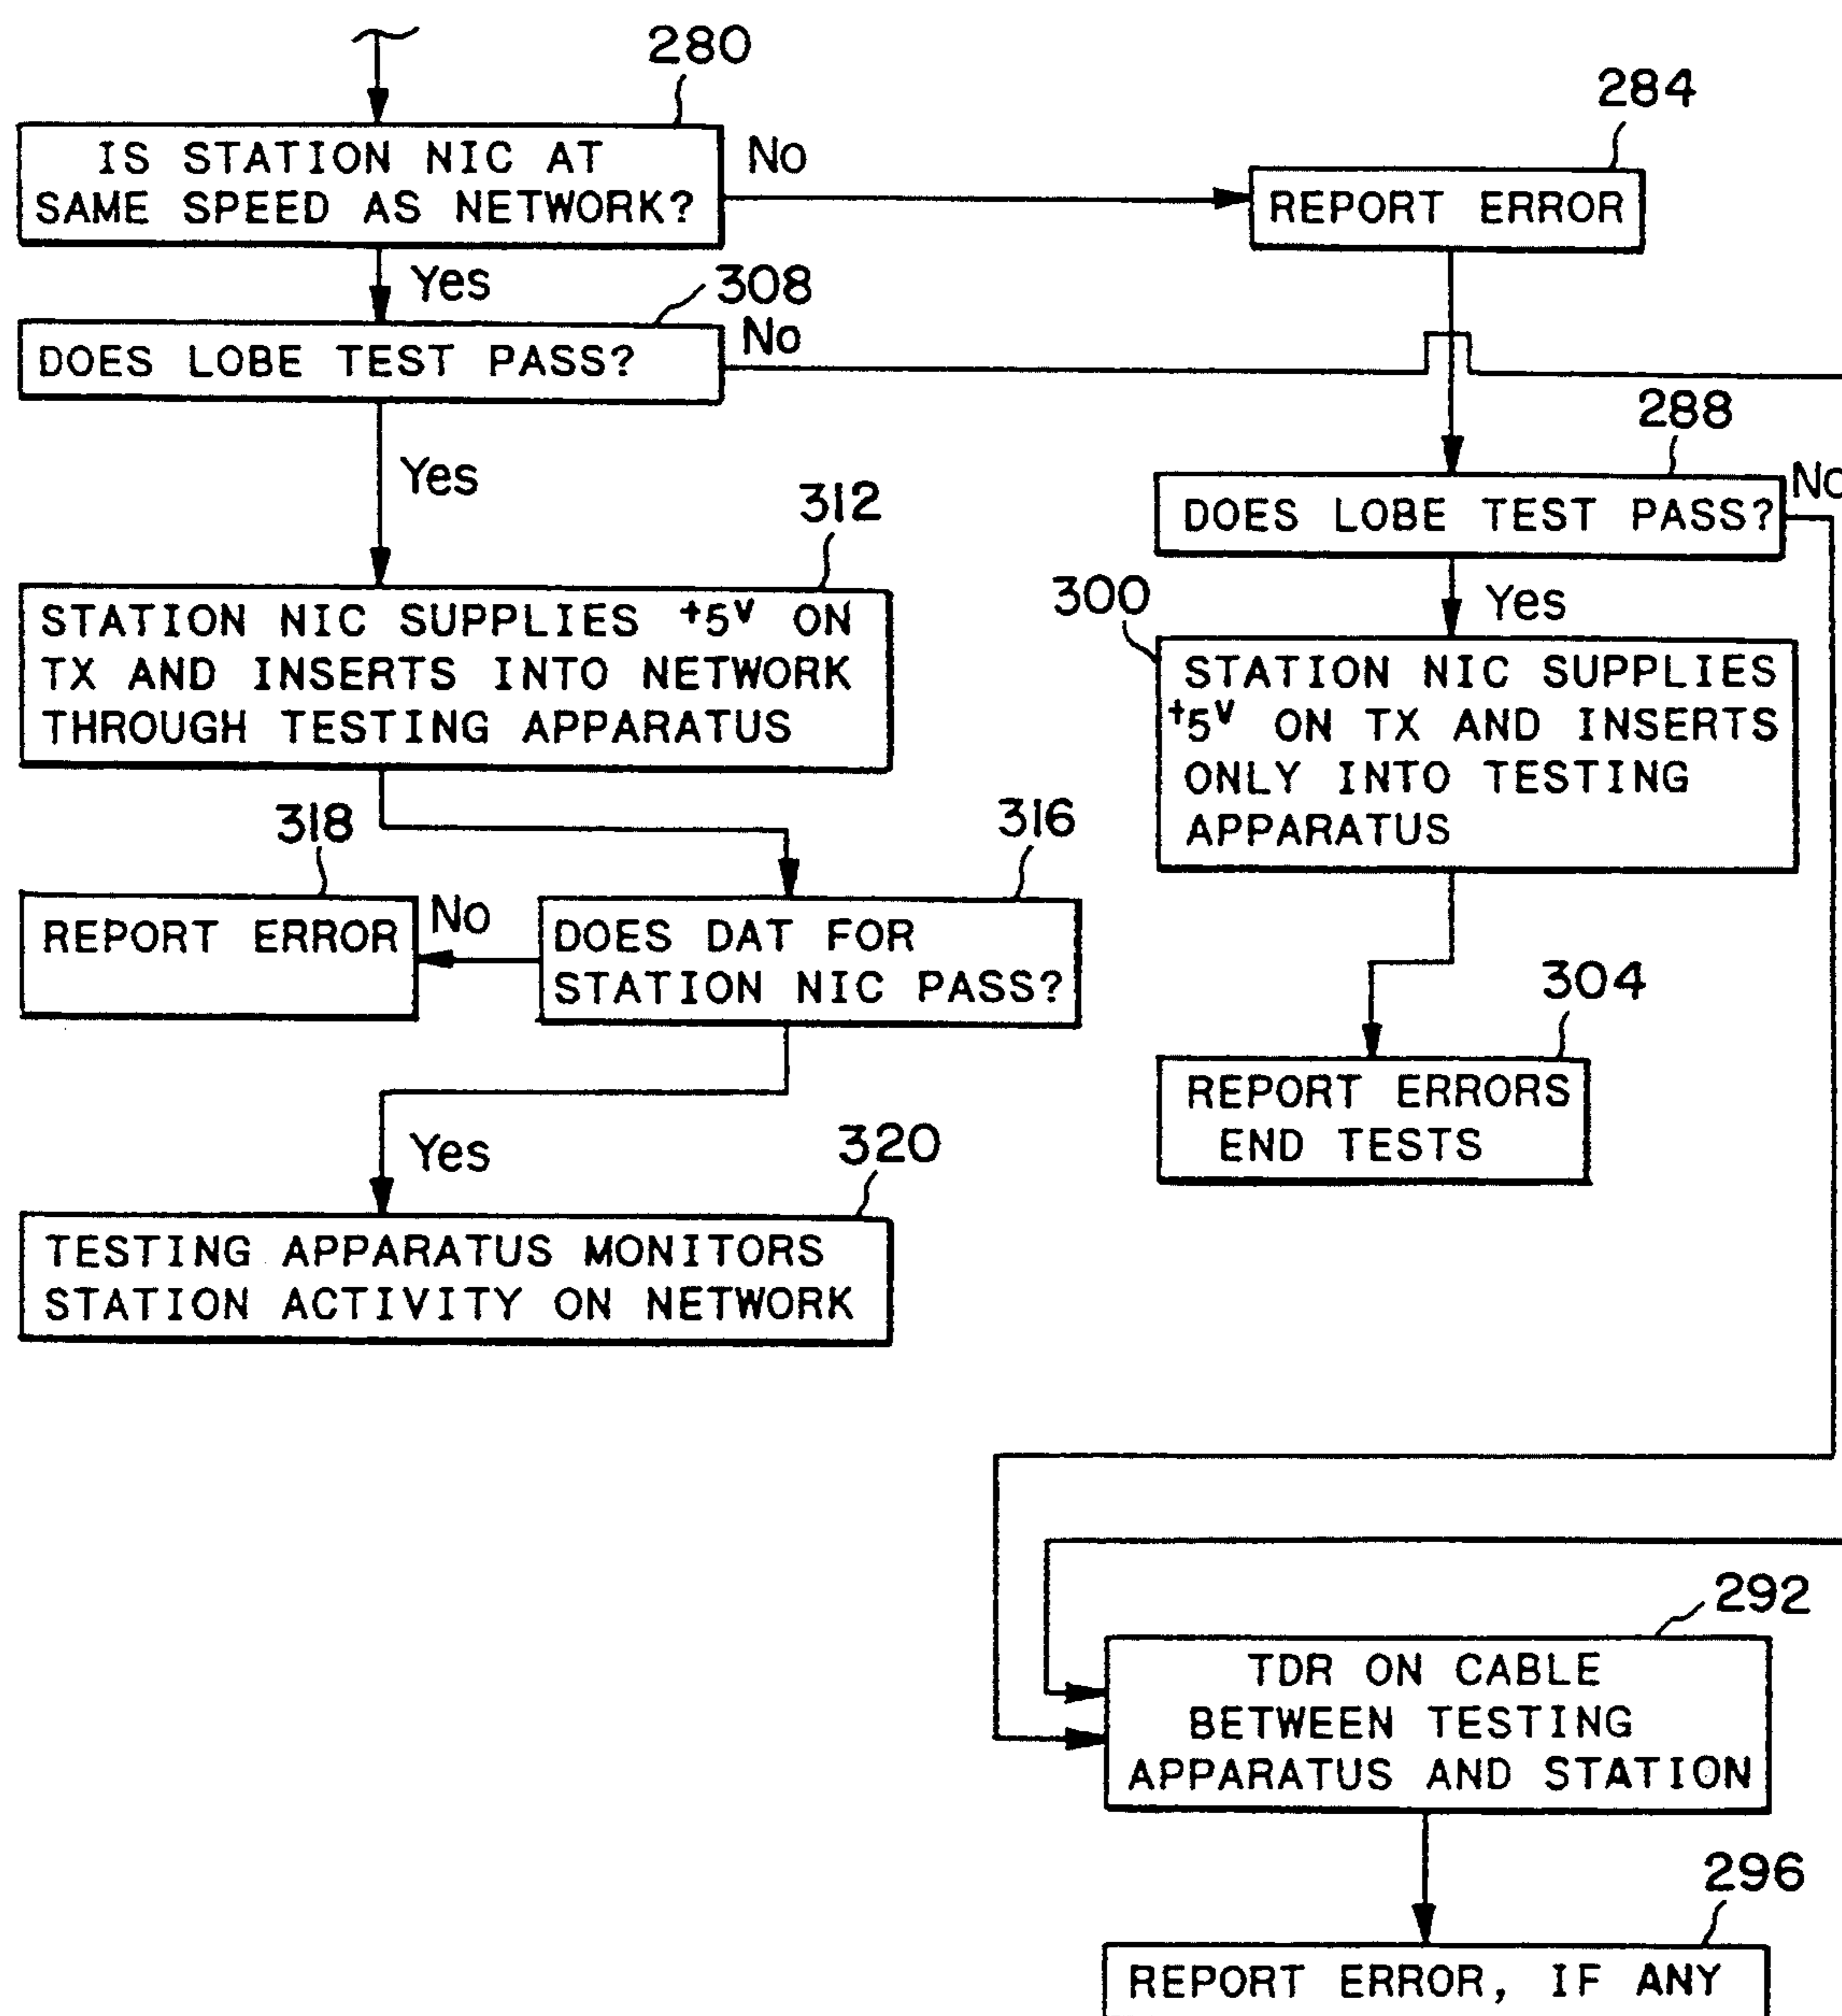 280
284
IS STATION NIC AT
SAME SPEED AS NETWORK?
No
REPORT ERROR
Yes
308
DOES LOBE TEST PASS?
No
288
Yes
DOES LOBE TEST PASS?
No
312
300
Yes
STATION NIC SUPPLIES +5V ON
TX AND INSERTS INTO NETWORK
THROUGH TESTING APPARATUS
STATION NIC SUPPLIES
+5V ON TX AND INSERTS
ONLY INTO TESTING
APPARATUS
318
316
REPORT ERROR
No
DOES DAT FOR
STATION NIC PASS?
304
REPORT ERRORS
END TESTS
Yes
320
TESTING APPARATUS MONITORS
STATION ACTIVITY ON NETWORK
292
TDR ON CABLE
BETWEEN TESTING
APPARATUS AND STATION
296
REPORT ERROR, IF ANY